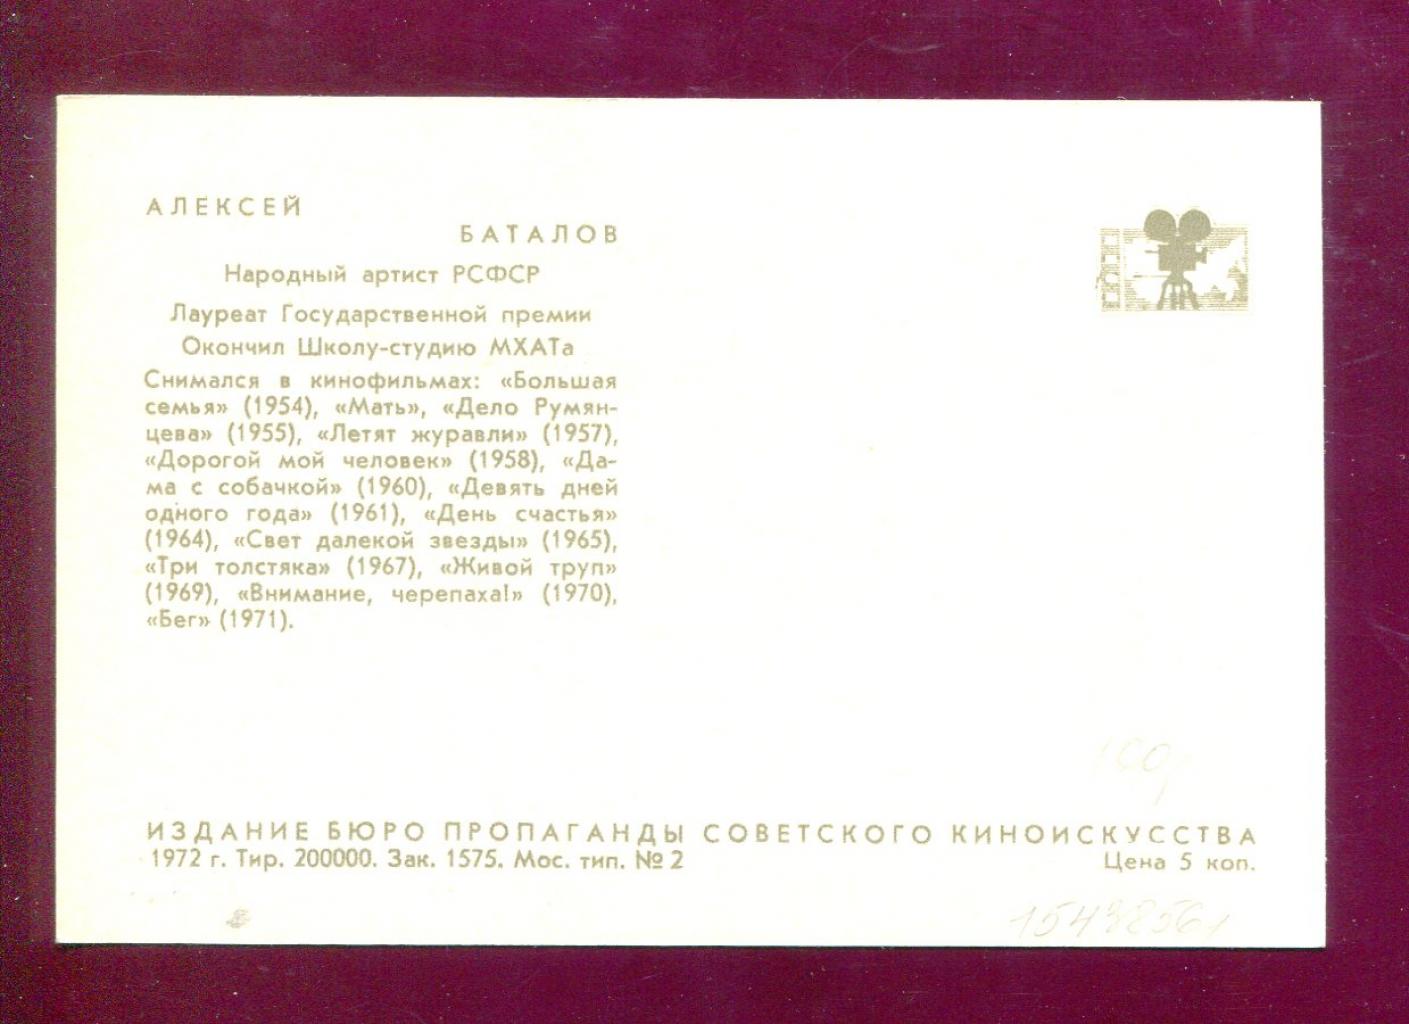 АЛЕКСЕЙ
БАТАЛОВ
Народный артист РСФСР
Лауреат Государственной премии
Окончил Школу-студию МХАТа
Снимался в кинофильмах: «Большая
семья» (1954), «Мать», «Дело Румян-
цева» (1955), «Летят журавли» (1957),
«Дорогой мой человек» (1958), «Да-
ма с собачкой» (1960), «Девять дней
одного года» (1961), «День счастья»
(1964), «Свет далекой звезды» (1965),
«Три толстяка» (1967), «Живой труп»
(1969), «Внимание, черепаха!» (1970),
«Бег» (1971).
ИЗДАНИЕ БЮРО ПРОПАГАНДЫ СОВЕТСКОГО КИНОИСКУССТВА
1972 г. Тир. 200000. Зак. 1575. Мос. тип. № 2
Цена 5 коп.